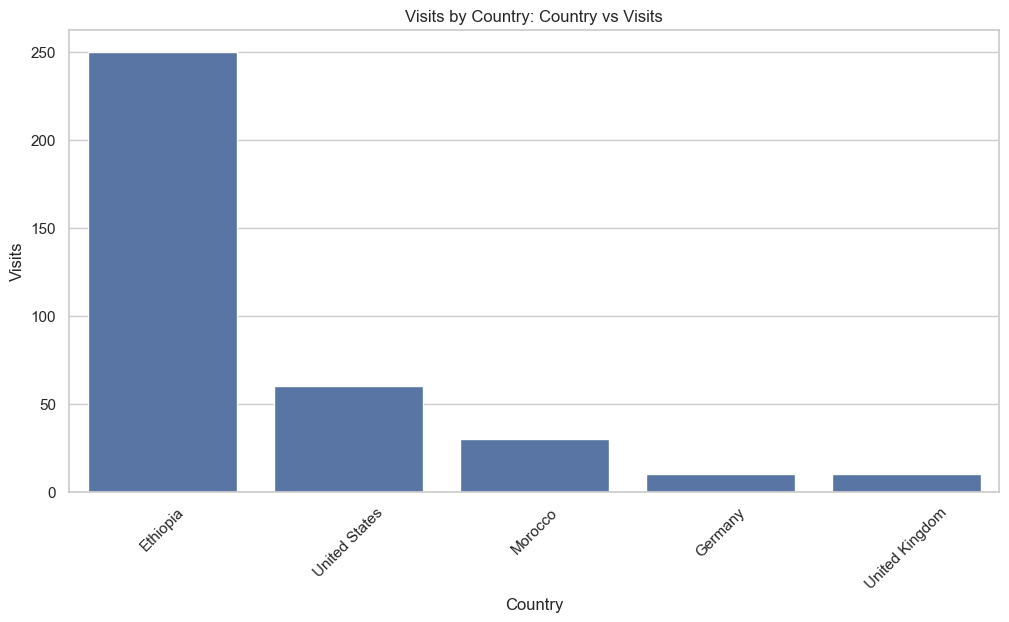 Visits by Country: Country vs Visits
Visits
250
200
150
100
50
0
Ethiopia
United States
Morocco
Germany
United Kingdom
Country